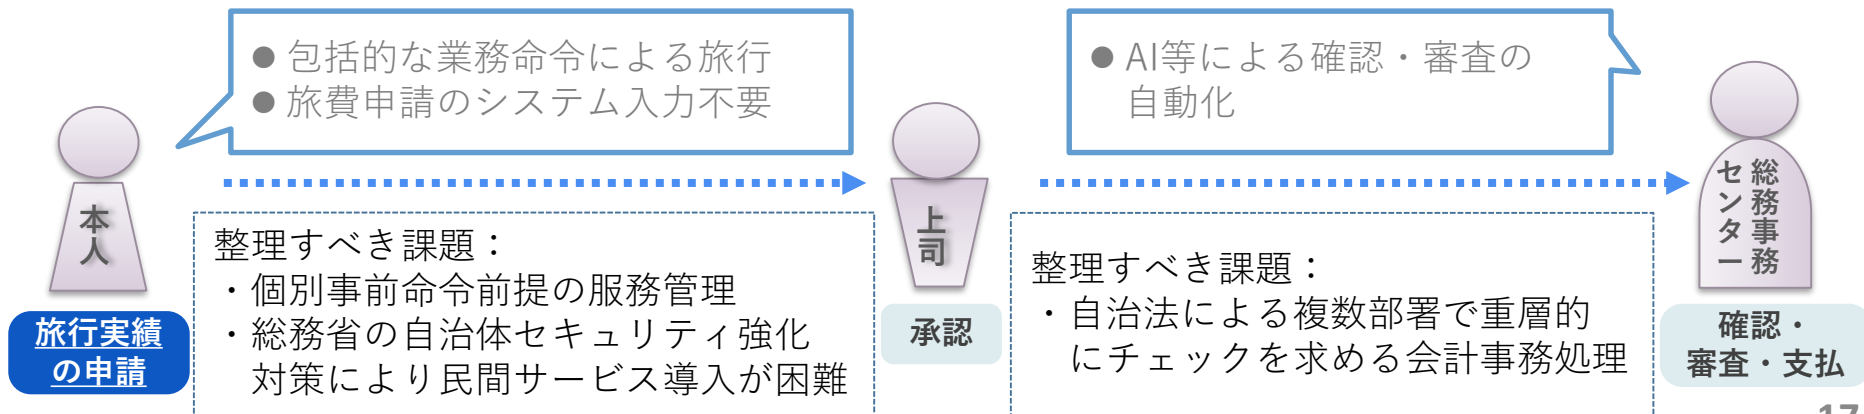 ● 包括的な業務命令による旅行
● 旅費申請のシステム入力不要
● AI等による確認・審査の
自動化
本人
整理すべき課題：
・個別事前命令前提の服務管理
・総務省の自治体セキュリティ強化
対策により民間サービス導入が困難
上司
整理すべき課題：
・自治法による複数部署で重層的
にチェックを求める会計事務処理
総務事務
センター
旅行実績
の申請
承認
確認・
審査・支払
17